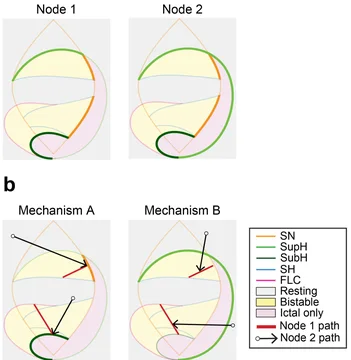 Node 1
Node 2
b
Mechanism A
Mechanism B
SN
SupH
SubH
SH
FLC
Resting
Bistable
Ictal only
Node 1 path
Node 2 path